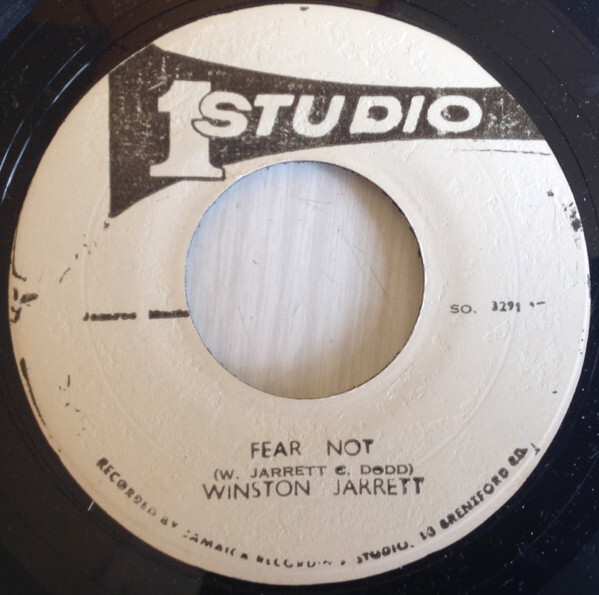 1 STUDIO
Jamrec Music
SO. 3291
FEAR NOT
(W. JARRETT C. DODD)
WINSTON JARRETT
RECORDED BY JAMAICA RECORDING STUDIO, 13 BRENTFORD RD.